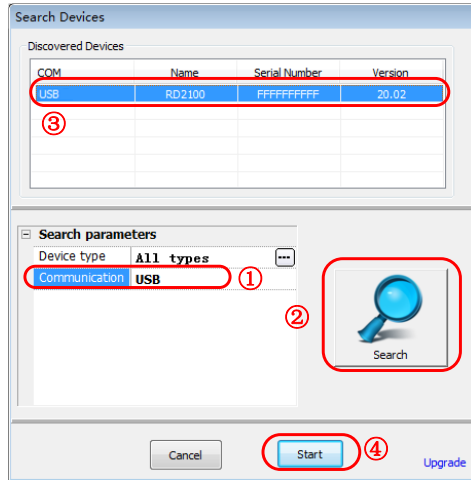 Search Devices
Discovered Devices
COM Name Serial Number Version
USB RD2100 FFFFFFFFFF 20.02
③
Search parameters
Device type All types ...
Communication USB ①
②
Search
Cancel Start ④
Upgrade